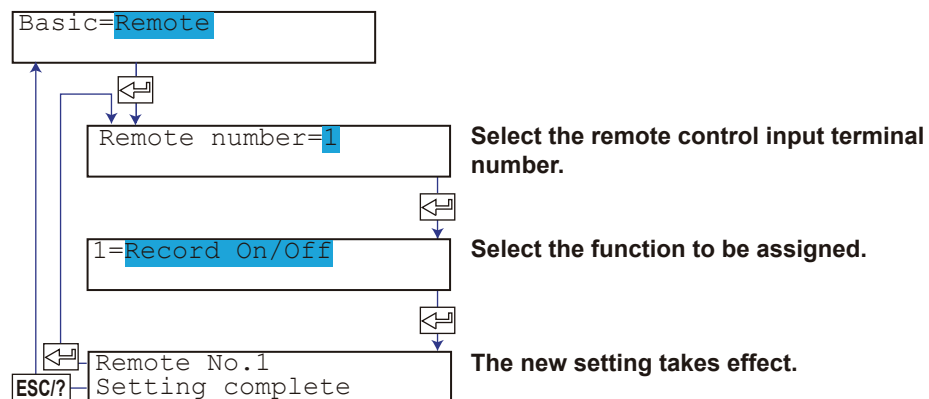 Basic=Remote
Remote number=1
Select the remote control input terminal
number.
1=Record On/Off
Select the function to be assigned.
Remote No.1
Setting complete
The new setting takes effect.
ESC/?